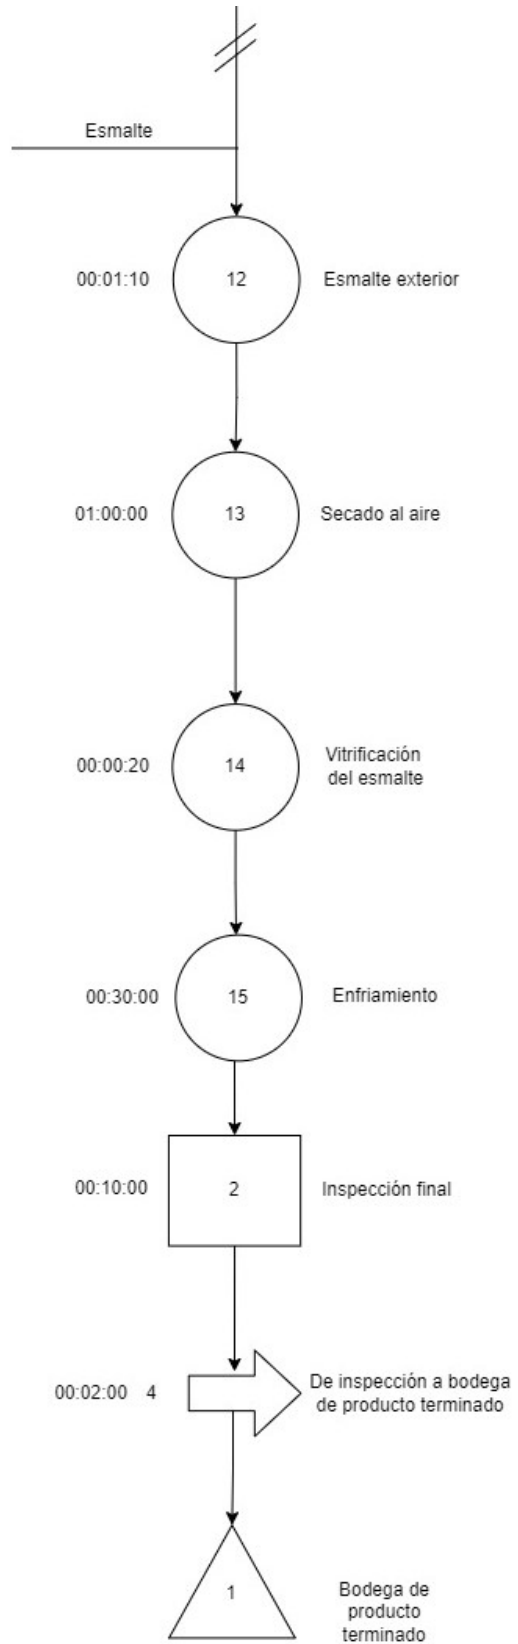 Esmalte
00:01:10 12 Esmalte exterior
01:00:00 13 Secado al aire
00:00:20 14 Vitrificación
del esmalte
00:30:00 15 Enfriamiento
00:10:00 2 Inspección final
00:02:00 4 De inspección a bodega
de producto terminado
1 Bodega de
producto
terminado